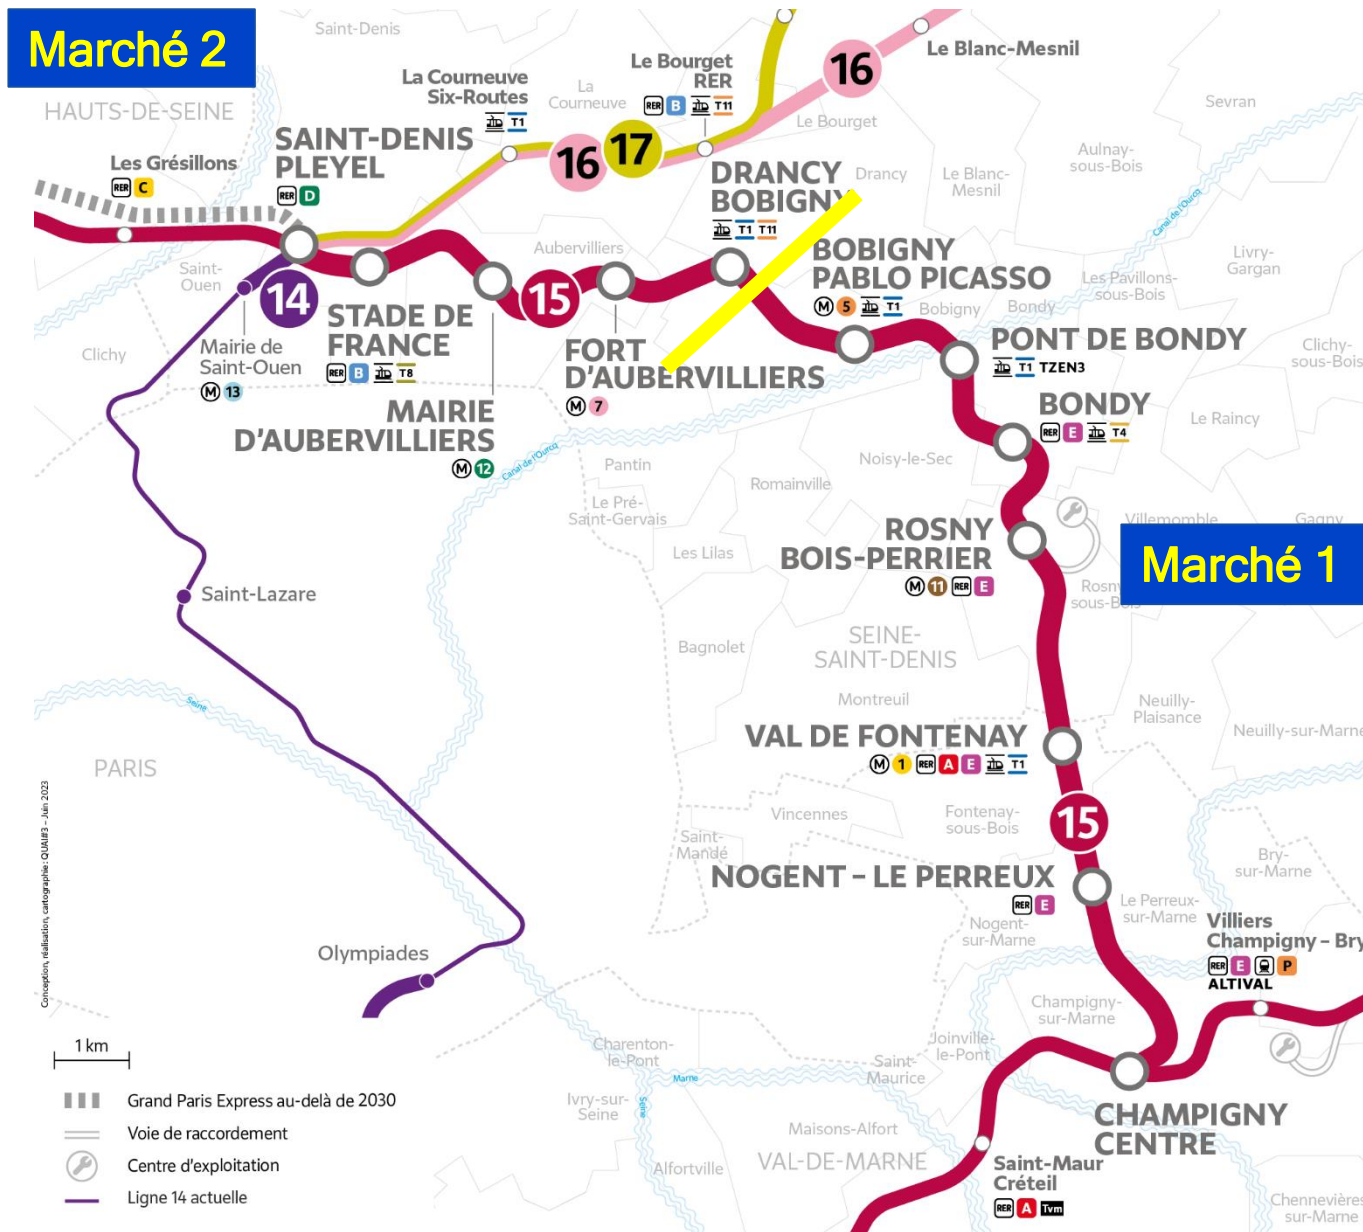 Marché 2
Saint-Denis
HAUTS-DE-SEINE
La Courneuve
Six-Routes
T1
La
Courneuve
Le Bourget
RER
RER B T11
16
Le Blanc-Mesnil
Sevran
Le Bourget
Aulnay-
sous-Bois
Les Grésillons
RER C
SAINT-DENIS
PLEYEL
RER D
16
17
DRANCY
BOBIGNY
T1 T11
Drancy
Le Blanc-
Mesnil
Canal de l'Ourcq
Livry-
Gargan
Saint-
Ouen
14
Aubervilliers
15
BOBIGNY
PABLO PICASSO
M 5 T1
Bobigny
Bondy
Les Pavillons-
sous-Bois
STADE DE
FRANCE
RER B T8
Clichy
Mairie de
Saint-Ouen
M 13
FORT
D'AUBERVILLIERS
M 7
PONT DE BONDY
T1 TZEN3
Clichy-
sous-Bois
MAIRIE
D'AUBERVILLIERS
M 12
BONDY
RER E T4
Le Raincy
Canal de l'Ourcq
Pantin
Noisy-le-Sec
Romainville
Le Pré-
Saint-Gervais
Les Lilas
ROSNY
BOIS-PERRIER
M 11 RER E
Villemomble
Gagny
Marché 1
Rosny
sous-Bois
Saint-Lazare
Bagnolet
SEINE-
SAINT-DENIS
Montreuil
Neuilly-
Plaisance
Neuilly-sur-Marne
Seine
PARIS
VAL DE FONTENAY
M 1 RER A E T1
Vincennes
Fontenay-
sous-Bois
15
Saint-
Mandé
Bry-
sur-Marne
NOGENT – LE PERREUX
RER E
Le Perreux-
sur-Marne
Nogent-
sur-Marne
Villiers
Champigny – Bry
RER E P
ALTIVAL
Olympiades
Conception, réalisation, cartographie: QUAI#3 – Juin 2023
Champigny-
sur-Marne
Joinville-
le-Pont
Charenton-
le-Pont
Saint-
Maurice
Marne
Seine
Ivry-sur-
Seine
Maisons-Alfort
VAL-DE-MARNE
Alfortville
CHAMPIGNY
CENTRE
Saint-Maur
Créteil
RER A Tvm
Chennevières
sur-Marne
1 km
Grand Paris Express au-delà de 2030
Voie de raccordement
Centre d'exploitation
Ligne 14 actuelle